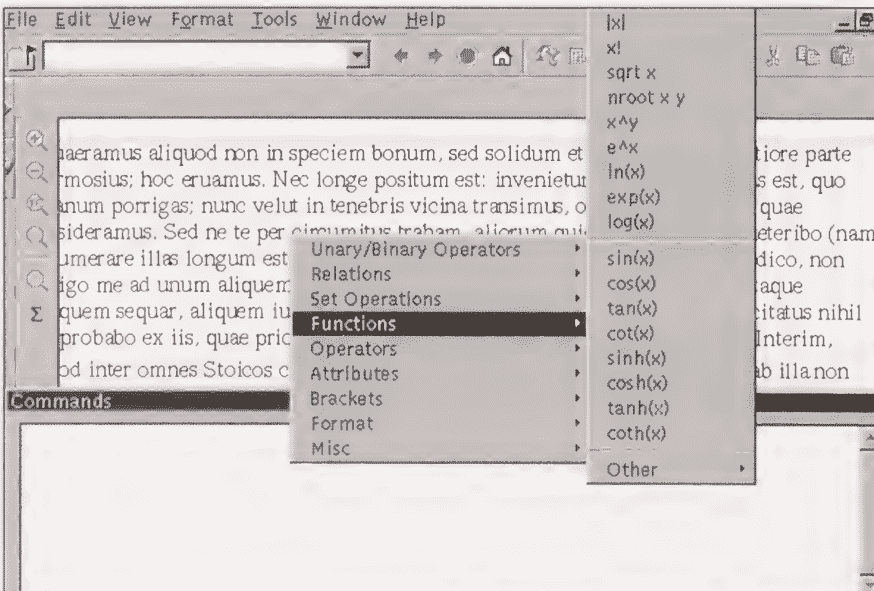 File Edit View Format Tools Window Help
haeramus aliquod non in speciem bonum, sed solidum et tiore parte
rmosius; hoc eruamus. Nec longe positum est: invenietur s est, quo
anum porrigas; nunc velut in tenebris vicina transimus, o quae
sideramus. Sed ne te per circumitus traham, aliorum eteribo (nam
umerare illas longum est dico, non
igo me ad unum aliquem aque
quem sequar, aliquem iu citatus nihil
probabo ex iis, quae prio Interim,
od inter omnes Stoicos c ab illa non
Σ
Unary/Binary Operators
Relations
Set Operations
Functions
Operators
Attributes
Brackets
Format
Misc
|x|
x!
sqrt x
nroot x y
x^y
e^x
ln(x)
exp(x)
log(x)
sin(x)
cos(x)
tan(x)
cot(x)
sinh(x)
cosh(x)
tanh(x)
coth(x)
Other
Commands